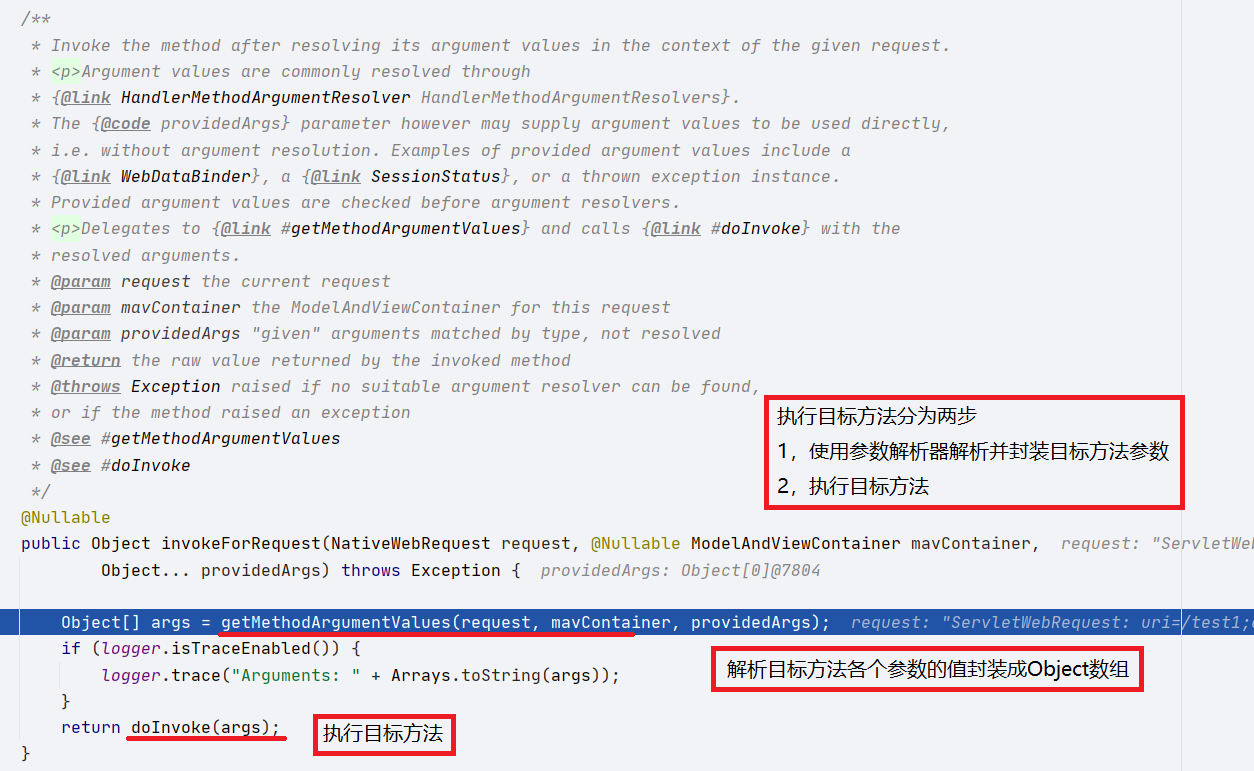 /**
* Invoke the method after resolving its argument values in the context of the given request.
* <p>Argument values are commonly resolved through
* {@link HandlerMethodArgumentResolver HandlerMethodArgumentResolvers}.
* The {@code providedArgs} parameter however may supply argument values to be used directly,
* i.e. without argument resolution. Examples of provided argument values include a
* {@link WebDataBinder}, a {@link SessionStatus}, or a thrown exception instance.
* Provided argument values are checked before argument resolvers.
* <p>Delegates to {@link #getMethodArgumentValues} and calls {@link #doInvoke} with the
* resolved arguments.
* @param request the current request
* @param mavContainer the ModelAndViewContainer for this request
* @param providedArgs "given" arguments matched by type, not resolved
* @return the raw value returned by the invoked method
* @throws Exception raised if no suitable argument resolver can be found,
* or if the method raised an exception
* @see #getMethodArgumentValues
* @see #doInvoke
*/
执行目标方法分为两步
1，使用参数解析器解析并封装目标方法参数
2，执行目标方法
@Nullable
public Object invokeForRequest(NativeWebRequest request, @Nullable ModelAndViewContainer mavContainer,  request: "ServletWeb
Object... providedArgs) throws Exception {  providedArgs: Object[0]@7804
Object[] args = getMethodArgumentValues(request, mavContainer, providedArgs);  request: "ServletWebRequest: uri=/test1;
if (logger.isTraceEnabled()) {
logger.trace("Arguments: " + Arrays.toString(args));
}
解析目标方法各个参数的值封装成Object数组
return doInvoke(args);
执行目标方法
}